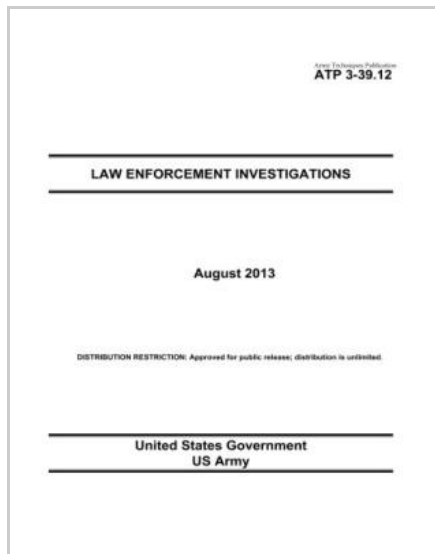 Army Techniques Publication
ATP 3-39.12
LAW ENFORCEMENT INVESTIGATIONS
August 2013
DISTRIBUTION RESTRICTION: Approved for public release; distribution is unlimited.
United States Government
US Army